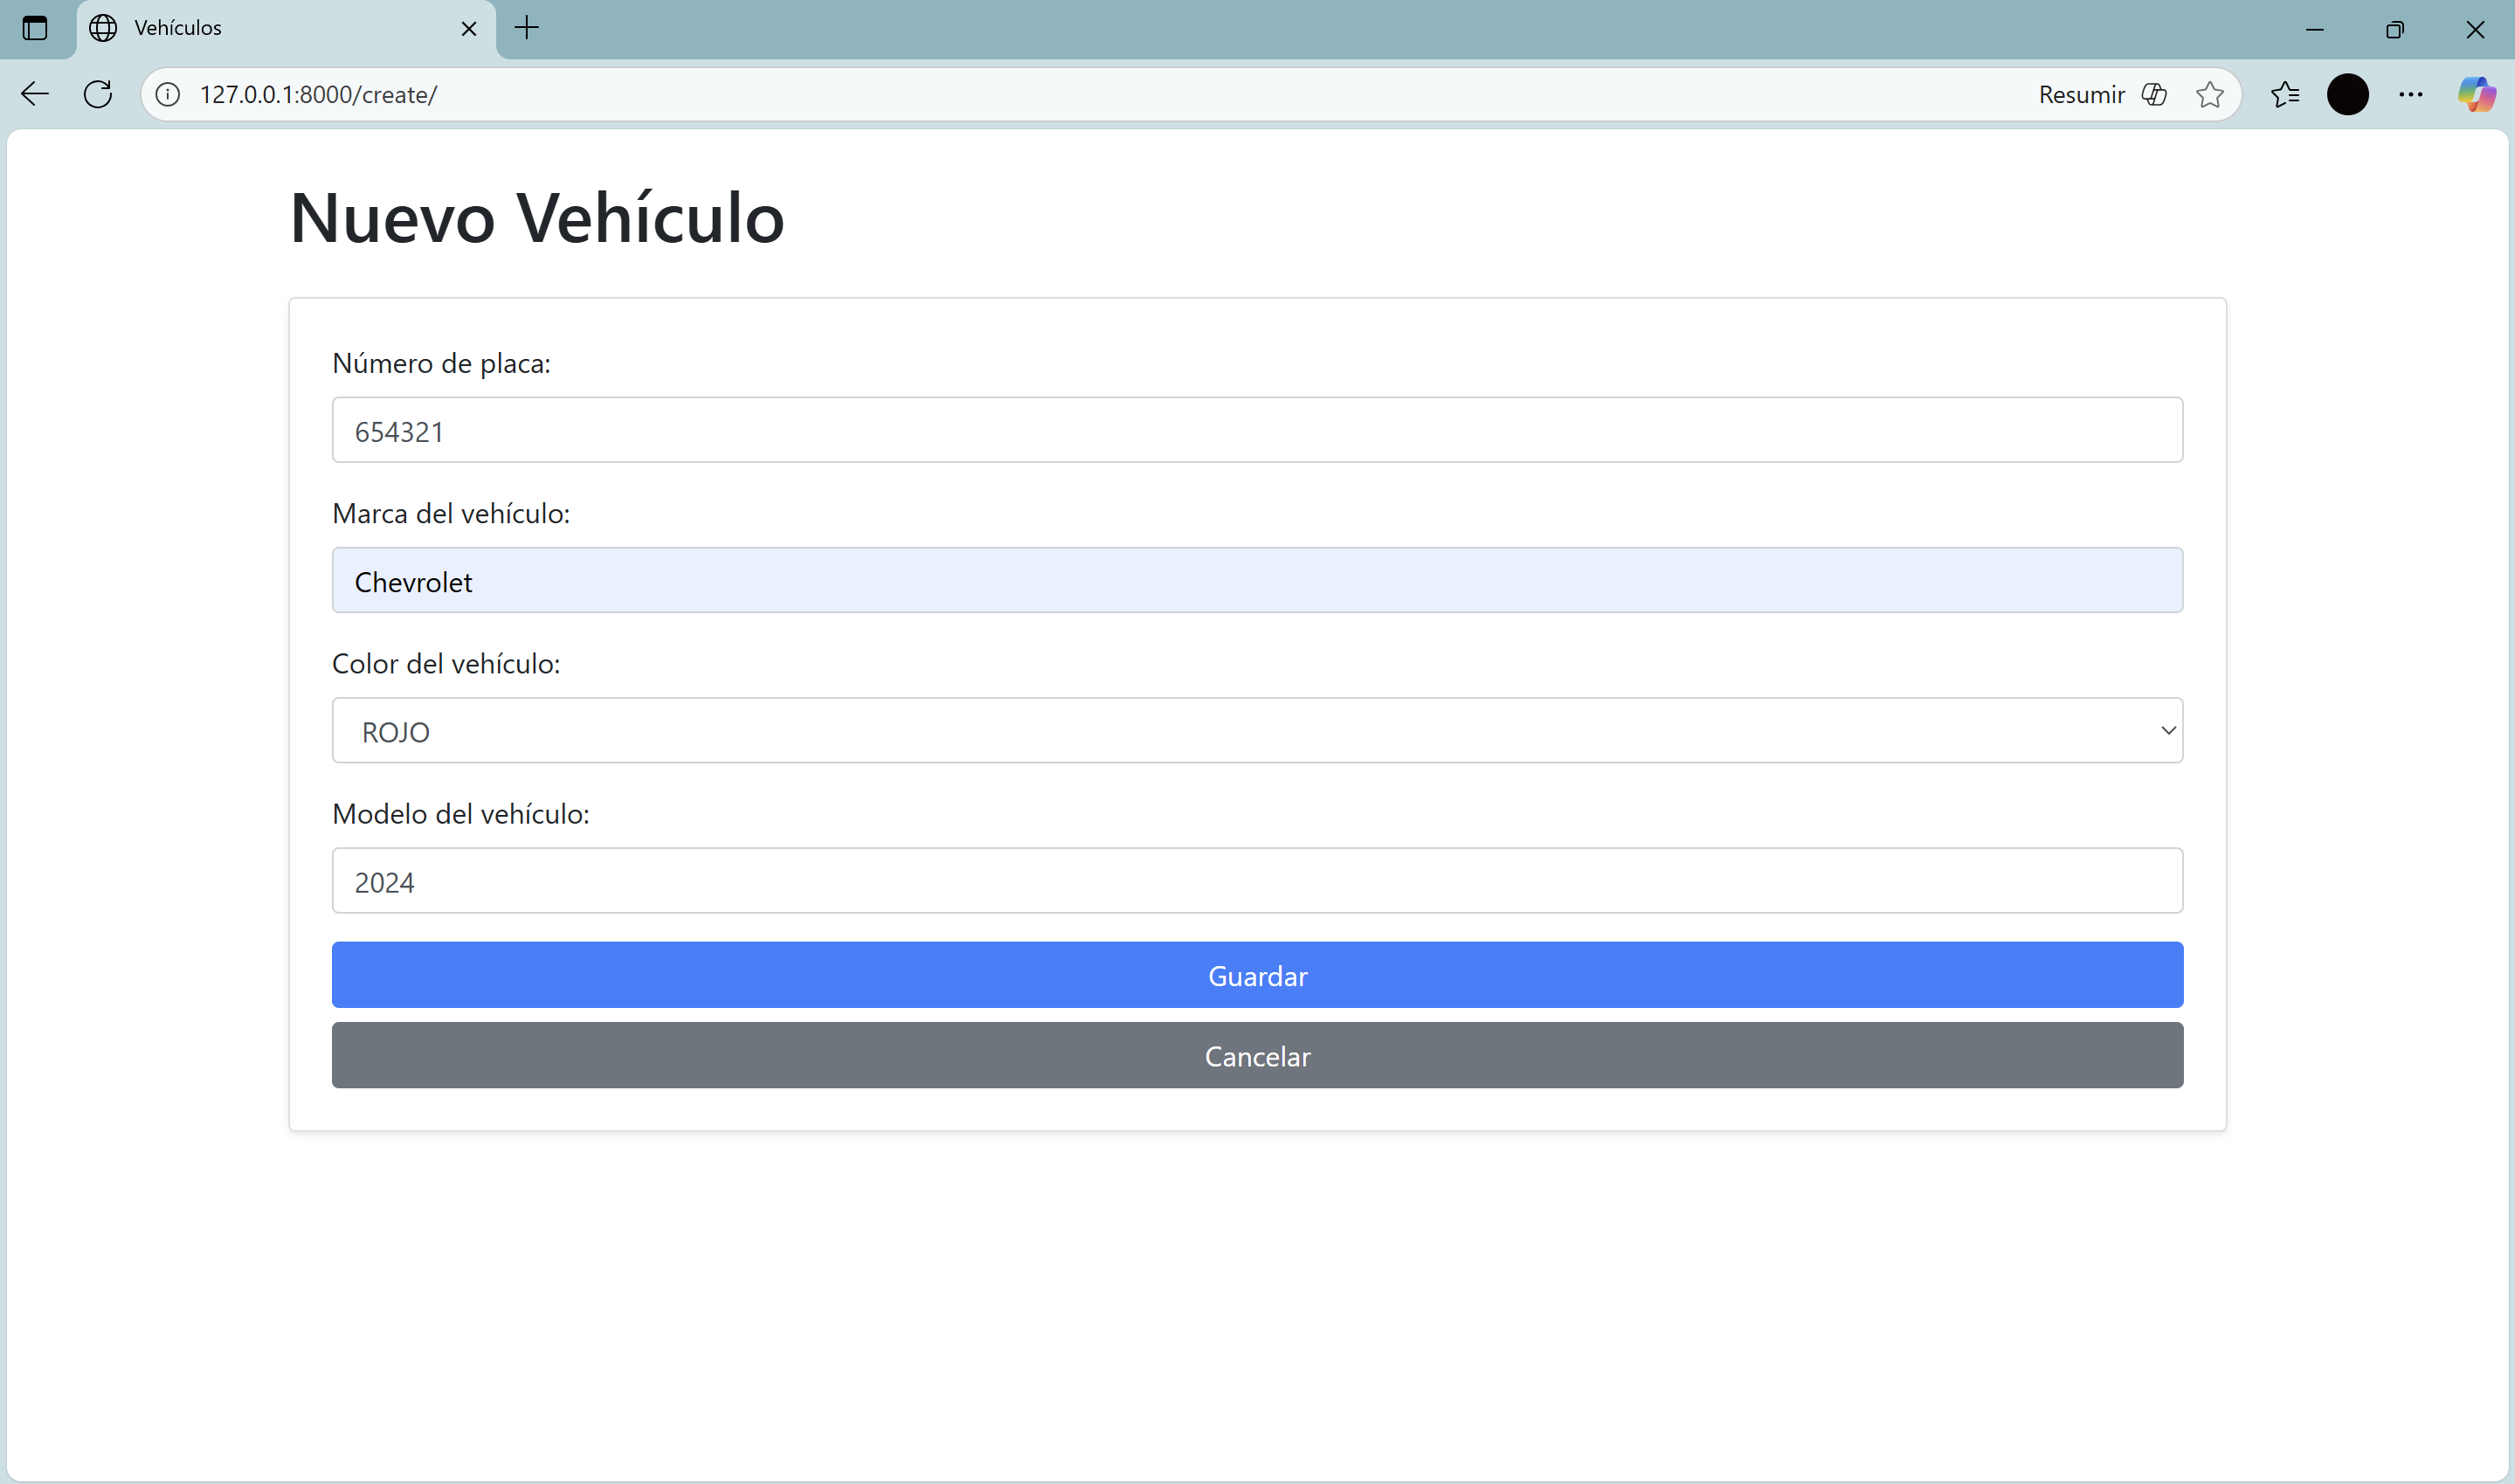 Vehículos
127.0.0.1:8000/create/
Resumir
Nuevo Vehículo
Número de placa:
654321
Marca del vehículo:
Chevrolet
Color del vehículo:
ROJO
Modelo del vehículo:
2024
Guardar
Cancelar